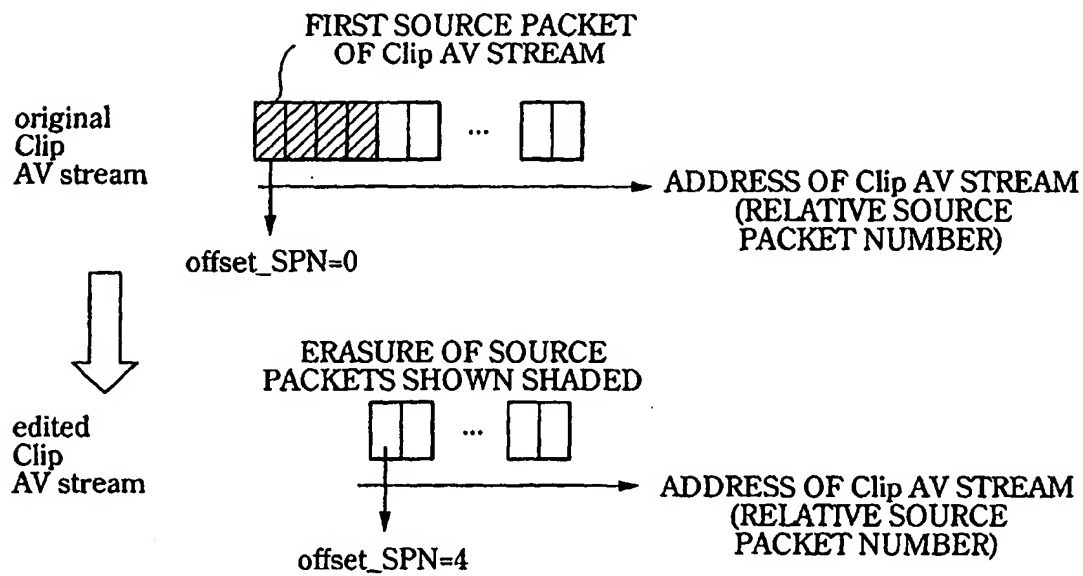 FIRST SOURCE PACKET
OF Clip AV STREAM
original
Clip
AV stream
...
ADDRESS OF Clip AV STREAM
(RELATIVE SOURCE
PACKET NUMBER)
offset_SPN=0
ERASURE OF SOURCE
PACKETS SHOWN SHADED
edited
Clip
AV stream
...
ADDRESS OF Clip AV STREAM
(RELATIVE SOURCE
PACKET NUMBER)
offset_SPN=4